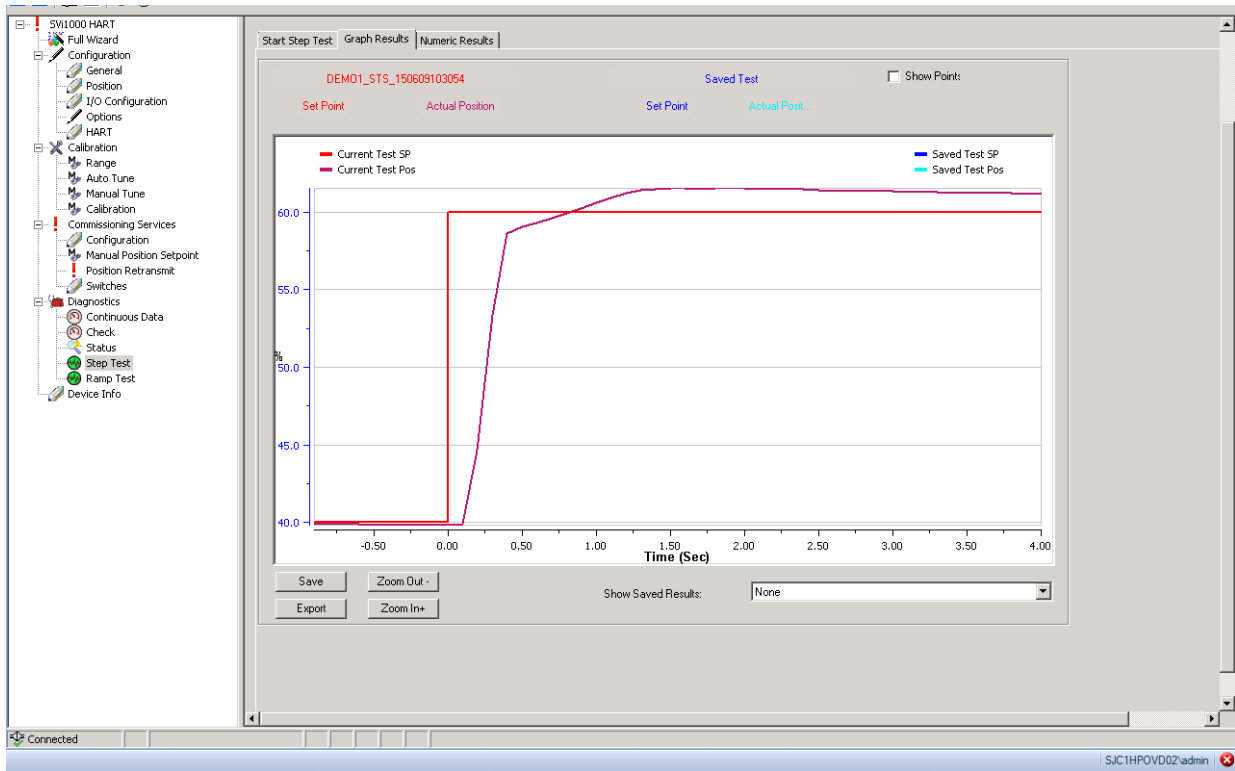 SVi1000 HART
Full Wizard
Configuration
General
Position
I/O Configuration
Options
HART
Calibration
Range
Auto Tune
Manual Tune
Calibration
Commissioning Services
Configuration
Manual Position Setpoint
Position Retransmit
Switches
Diagnostics
Continuous Data
Check
Status
Step Test
Ramp Test
Device Info
Start Step Test Graph Results Numeric Results
DEMO1_STS_150609103054 Saved Test Show Points
Set Point Actual Position Set Point Actual Posit...
Current Test SP Saved Test SP
Current Test Pos Saved Test Pos
60.0
55.0
%
50.0
45.0
40.0
-0.50 0.00 0.50 1.00 1.50 2.00 2.50 3.00 3.50 4.00
Time (Sec)
Save Zoom Out -
Show Saved Results: None
Export Zoom In+
Connected
SJC1HPOVD02\admin